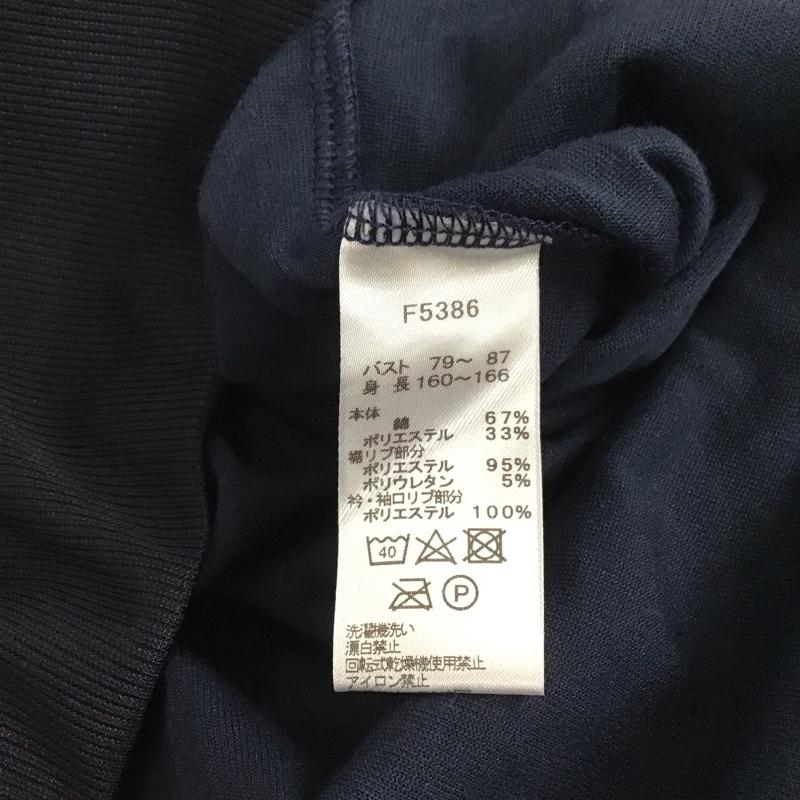 F5386
バスト 79〜 87
身 長 160〜166
本体
綿 67%
ポリエステル 33%
裾リブ部分
ポリエステル 95%
ポリウレタン 5%
衿・袖口リブ部分
ポリエステル 100%
40
P
洗濯機洗い
漂白禁止
回転式乾燥機使用禁止
アイロン禁止